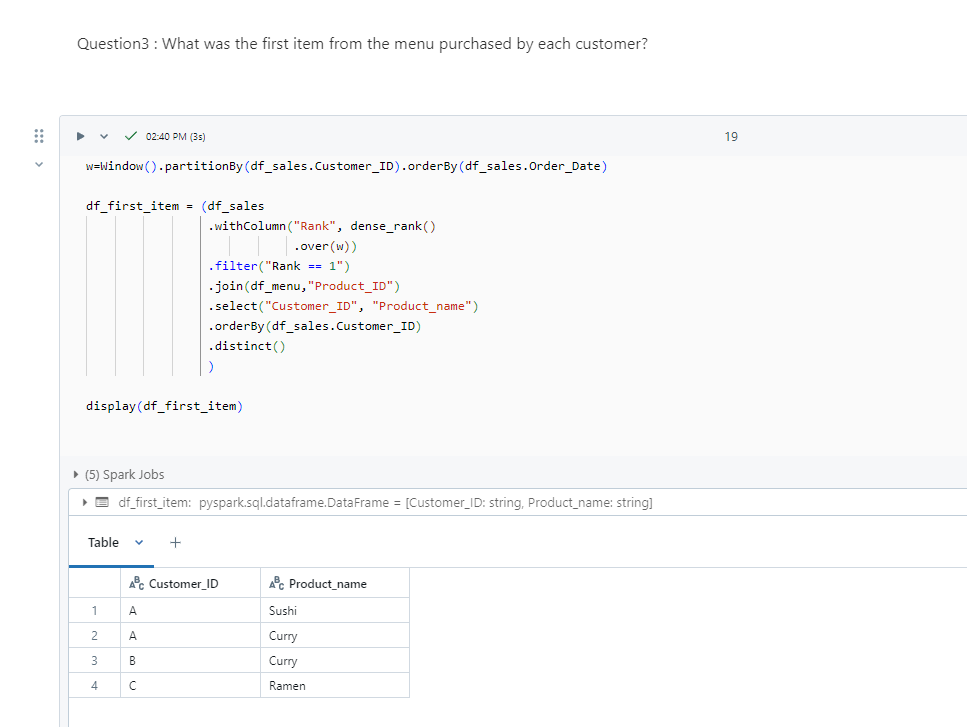 Question3 : What was the first item from the menu purchased by each customer?
02:40 PM (3s)
19
w=Window().partitionBy(df_sales.Customer_ID).orderBy(df_sales.Order_Date)
df_first_item = (df_sales
.withColumn("Rank", dense_rank()
.over(w))
.filter("Rank == 1")
.join(df_menu,"Product_ID")
.select("Customer_ID", "Product_name")
.orderBy(df_sales.Customer_ID)
.distinct()
)
display(df_first_item)
(5) Spark Jobs
df_first_item: pyspark.sql.dataframe.DataFrame = [Customer_ID: string, Product_name: string]
Table +
ABC Customer_ID ABC Product_name
1 A Sushi
2 A Curry
3 B Curry
4 C Ramen